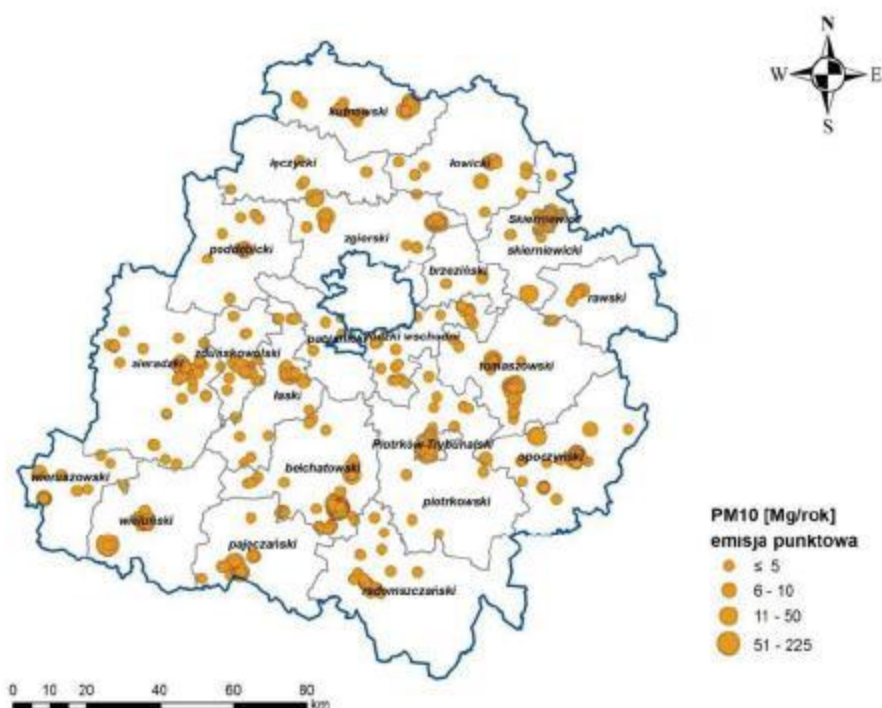 N
W E
S
kutnowski
łęczycki
łowicki
Skierniewice
zgierski
poddębicki
skierniewicki
brzeziński
rawski
zduńskowolski
sieradzki
tomaszowski
łaski
Piotrków Trybunalski
opoczyński
bełchatowski
wieruszowski
piotrkowski
wieluński
pajęczański
radomszczański
PM10 [Mg/rok]
emisja punktowa
≤ 5
6 - 10
11 - 50
51 - 225
0 10 20 40 60 80
km